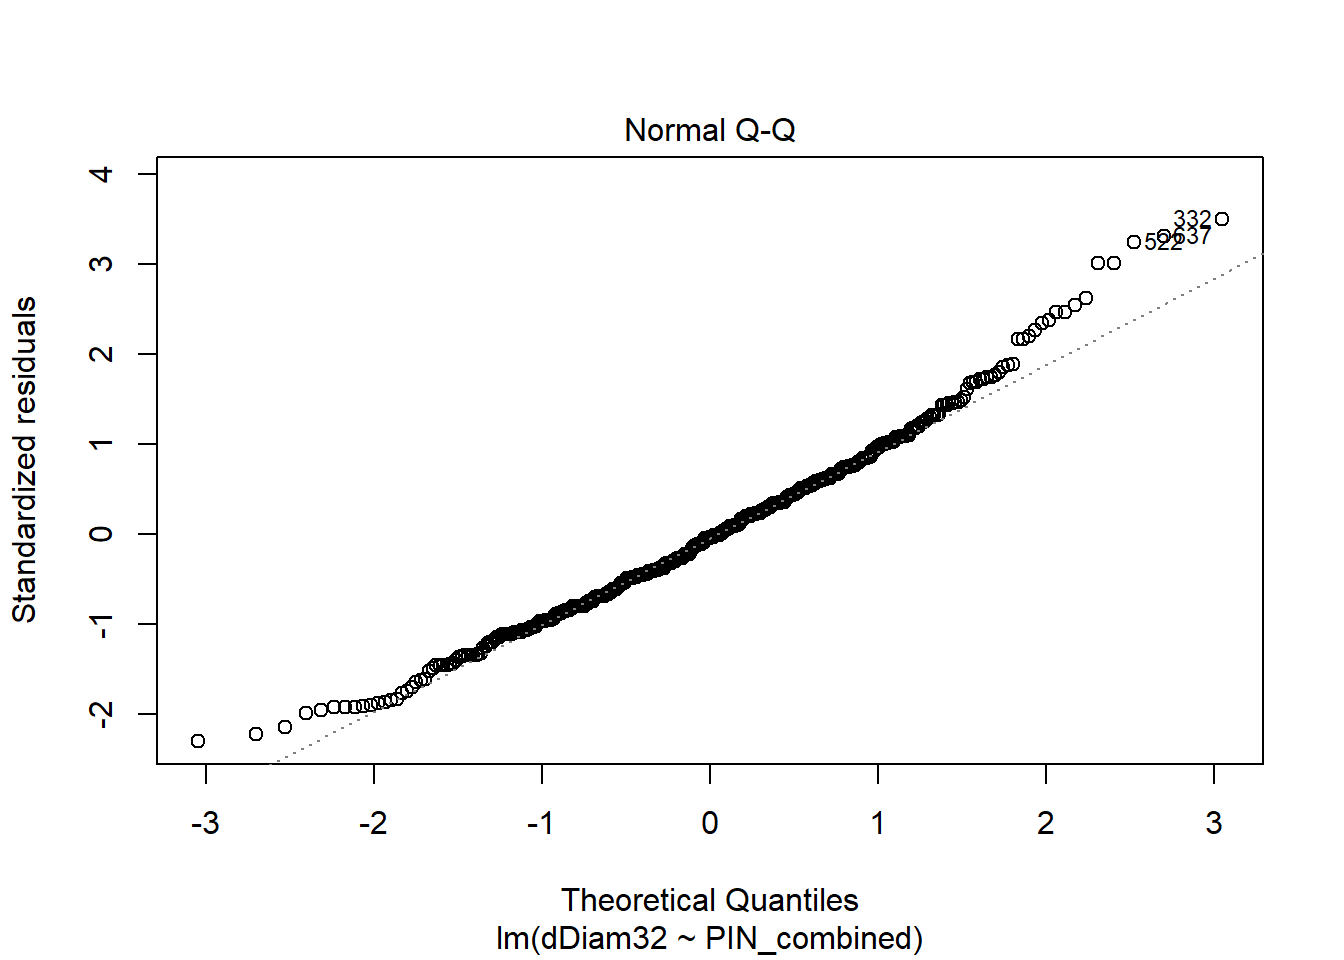 Normal Q-Q
Standardized residuals
4
3
2
1
0
-1
-2
332
637
522
-3 -2 -1 0 1 2 3
Theoretical Quantiles
lm(dDiam32 ~ PIN_combined)